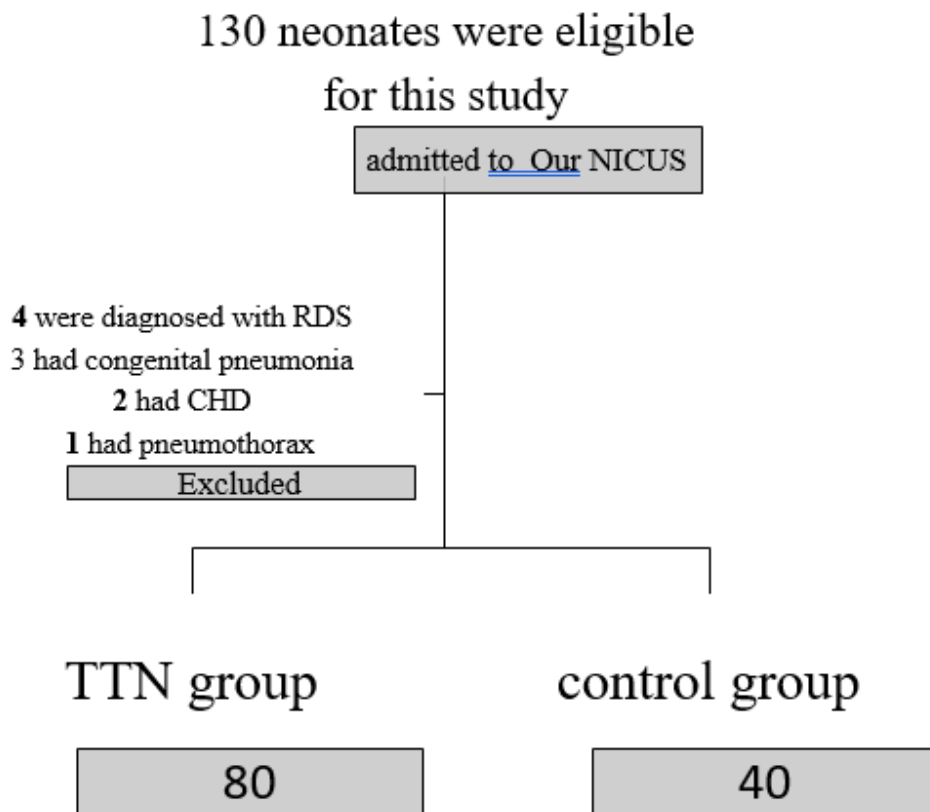 130 neonates were eligible
for this study
admitted to Our NICUS
4 were diagnosed with RDS
3 had congenital pneumonia
2 had CHD
1 had pneumothorax
Excluded
TTN group
control group
80
40